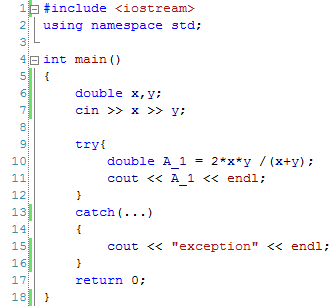 1 #include <iostream>
2 using namespace std;
3
4 int main()
5 {
6 double x,y;
7 cin >> x >> y;
8
9 try{
10 double A_1 = 2*x*y /(x+y);
11 cout << A_1 << endl;
12 }
13 catch(...)
14 {
15 cout << "exception" << endl;
16 }
17 return 0;
18 }